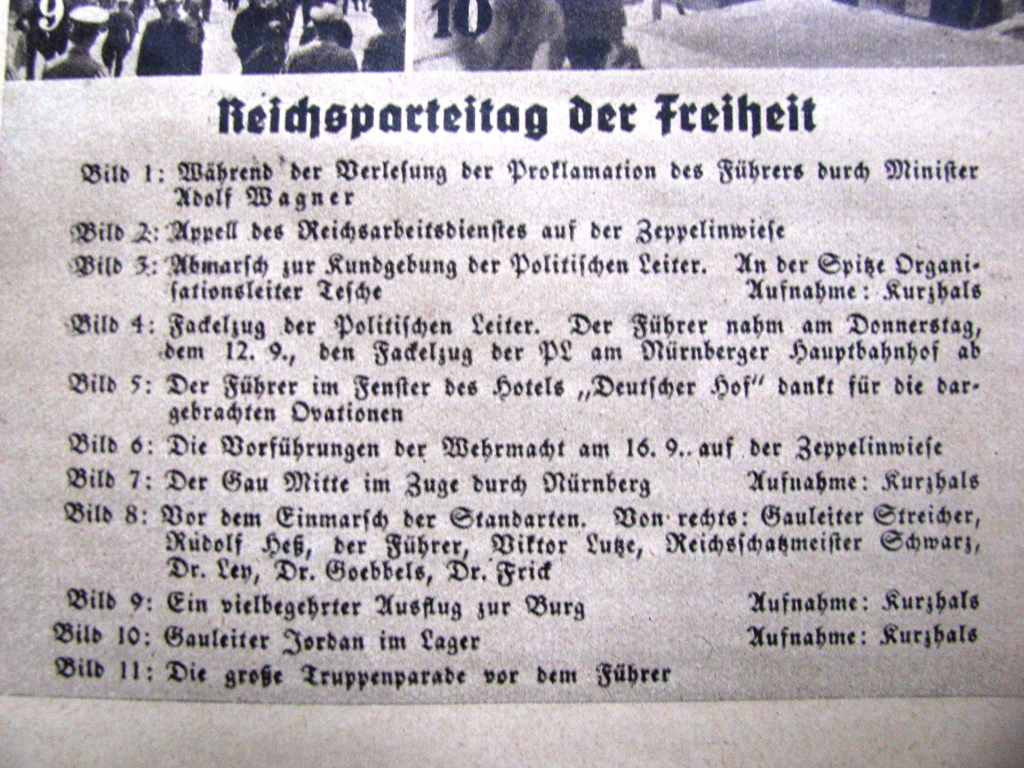 9
10
Reichsparteitag der Freiheit
Bild 1: Während der Verlesung der Proklamation des Führers durch Minister
Adolf Wagner
Bild 2: Appell des Reichsarbeitsdienstes auf der Zeppelinwiese
Bild 3: Abmarsch zur Kundgebung der Politischen Leiter. An der Spitze Organi-
sationsleiter Tesche Aufnahme: Kurzhals
Bild 4: Fackelzug der Politischen Leiter. Der Führer nahm am Donnerstag,
dem 12. 9., den Fackelzug der PL am Nürnberger Hauptbahnhof ab
Bild 5: Der Führer im Fenster des Hotels „Deutscher Hof“ dankt für die dar-
gebrachten Ovationen
Bild 6: Die Vorführungen der Wehrmacht am 16. 9. auf der Zeppelinwiese
Bild 7: Der Gau Mitte im Zuge durch Nürnberg Aufnahme: Kurzhals
Bild 8: Vor dem Einmarsch der Standarten. Von rechts: Gauleiter Streicher,
Rudolf Heß, der Führer, Viktor Lutze, Reichsschatzmeister Schwarz,
Dr. Ley, Dr. Goebbels, Dr. Frick
Bild 9: Ein vielbegehrter Ausflug zur Burg Aufnahme: Kurzhals
Bild 10: Gauleiter Jordan im Lager Aufnahme: Kurzhals
Bild 11: Die große Truppenparade vor dem Führer